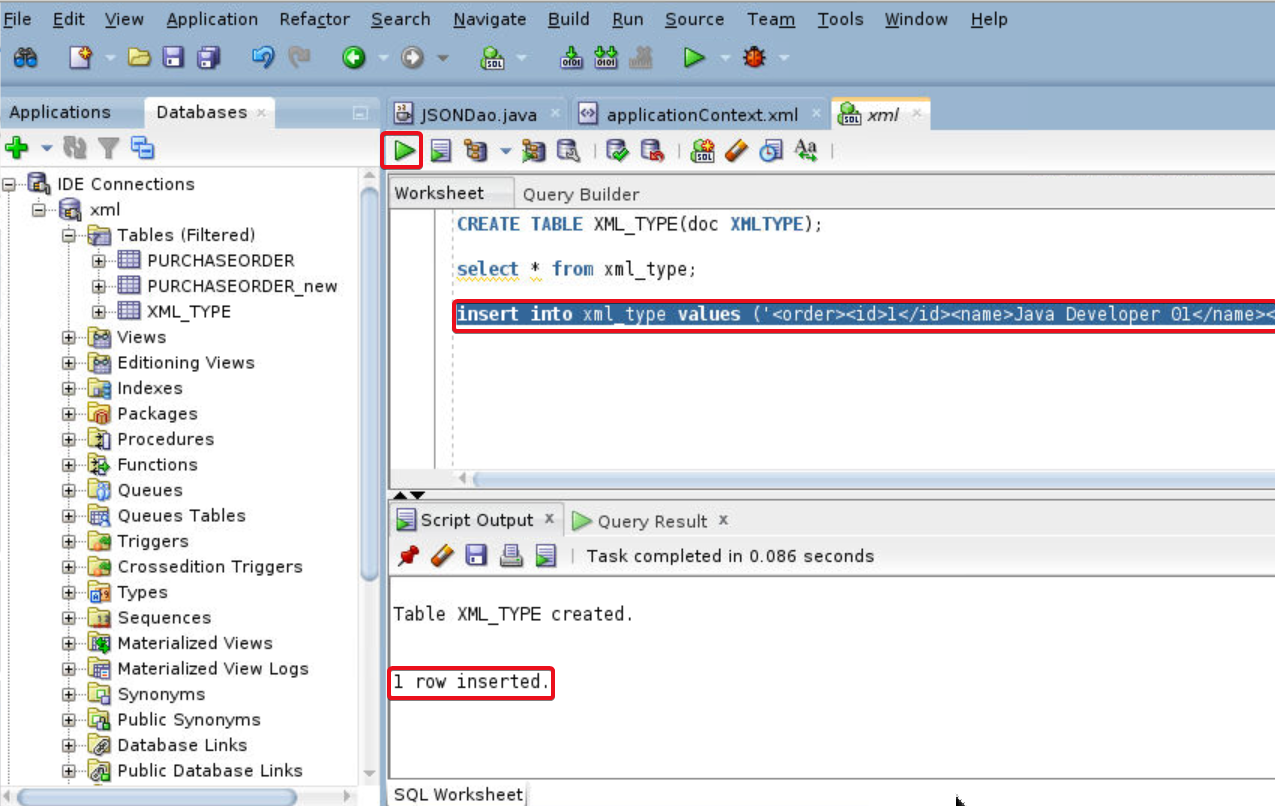 File Edit View Application Refactor Search Navigate Build Run Source Team Tools Window Help
Applications Databases
JSONDao.java applicationContext.xml xml
Worksheet Query Builder
IDE Connections
xml
Tables (Filtered)
PURCHASEORDER
PURCHASEORDER_new
XML_TYPE
Views
Editioning Views
Indexes
Packages
Procedures
Functions
Queues
Queues Tables
Triggers
Crossedition Triggers
Types
Sequences
Materialized Views
Materialized View Logs
Synonyms
Public Synonyms
Database Links
Public Database Links
CREATE TABLE XML_TYPE(doc XMLTYPE);
select * from xml_type;
insert into xml_type values ('<order><id>1</id><name>Java Developer 01</name><
Script Output Query Result
Task completed in 0.086 seconds
Table XML_TYPE created.
1 row inserted.
SQL Worksheet